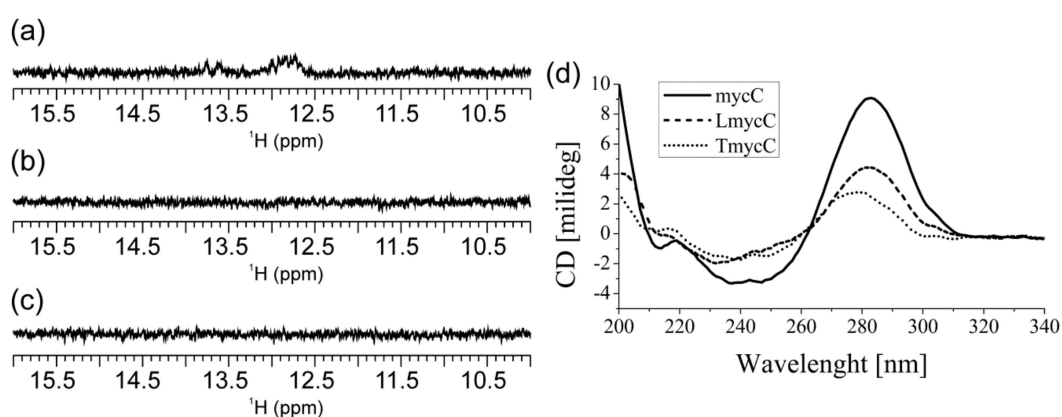 (a)
15.5 14.5 13.5 12.5 11.5 10.5
¹H (ppm)
(b)
15.5 14.5 13.5 12.5 11.5 10.5
¹H (ppm)
(c)
15.5 14.5 13.5 12.5 11.5 10.5
¹H (ppm)
(d)
CD [milideg]
10
8
6
4
2
0
-2
-4
mycC
LmycC
TmycC
200 220 240 260 280 300 320 340
Wavelenght [nm]